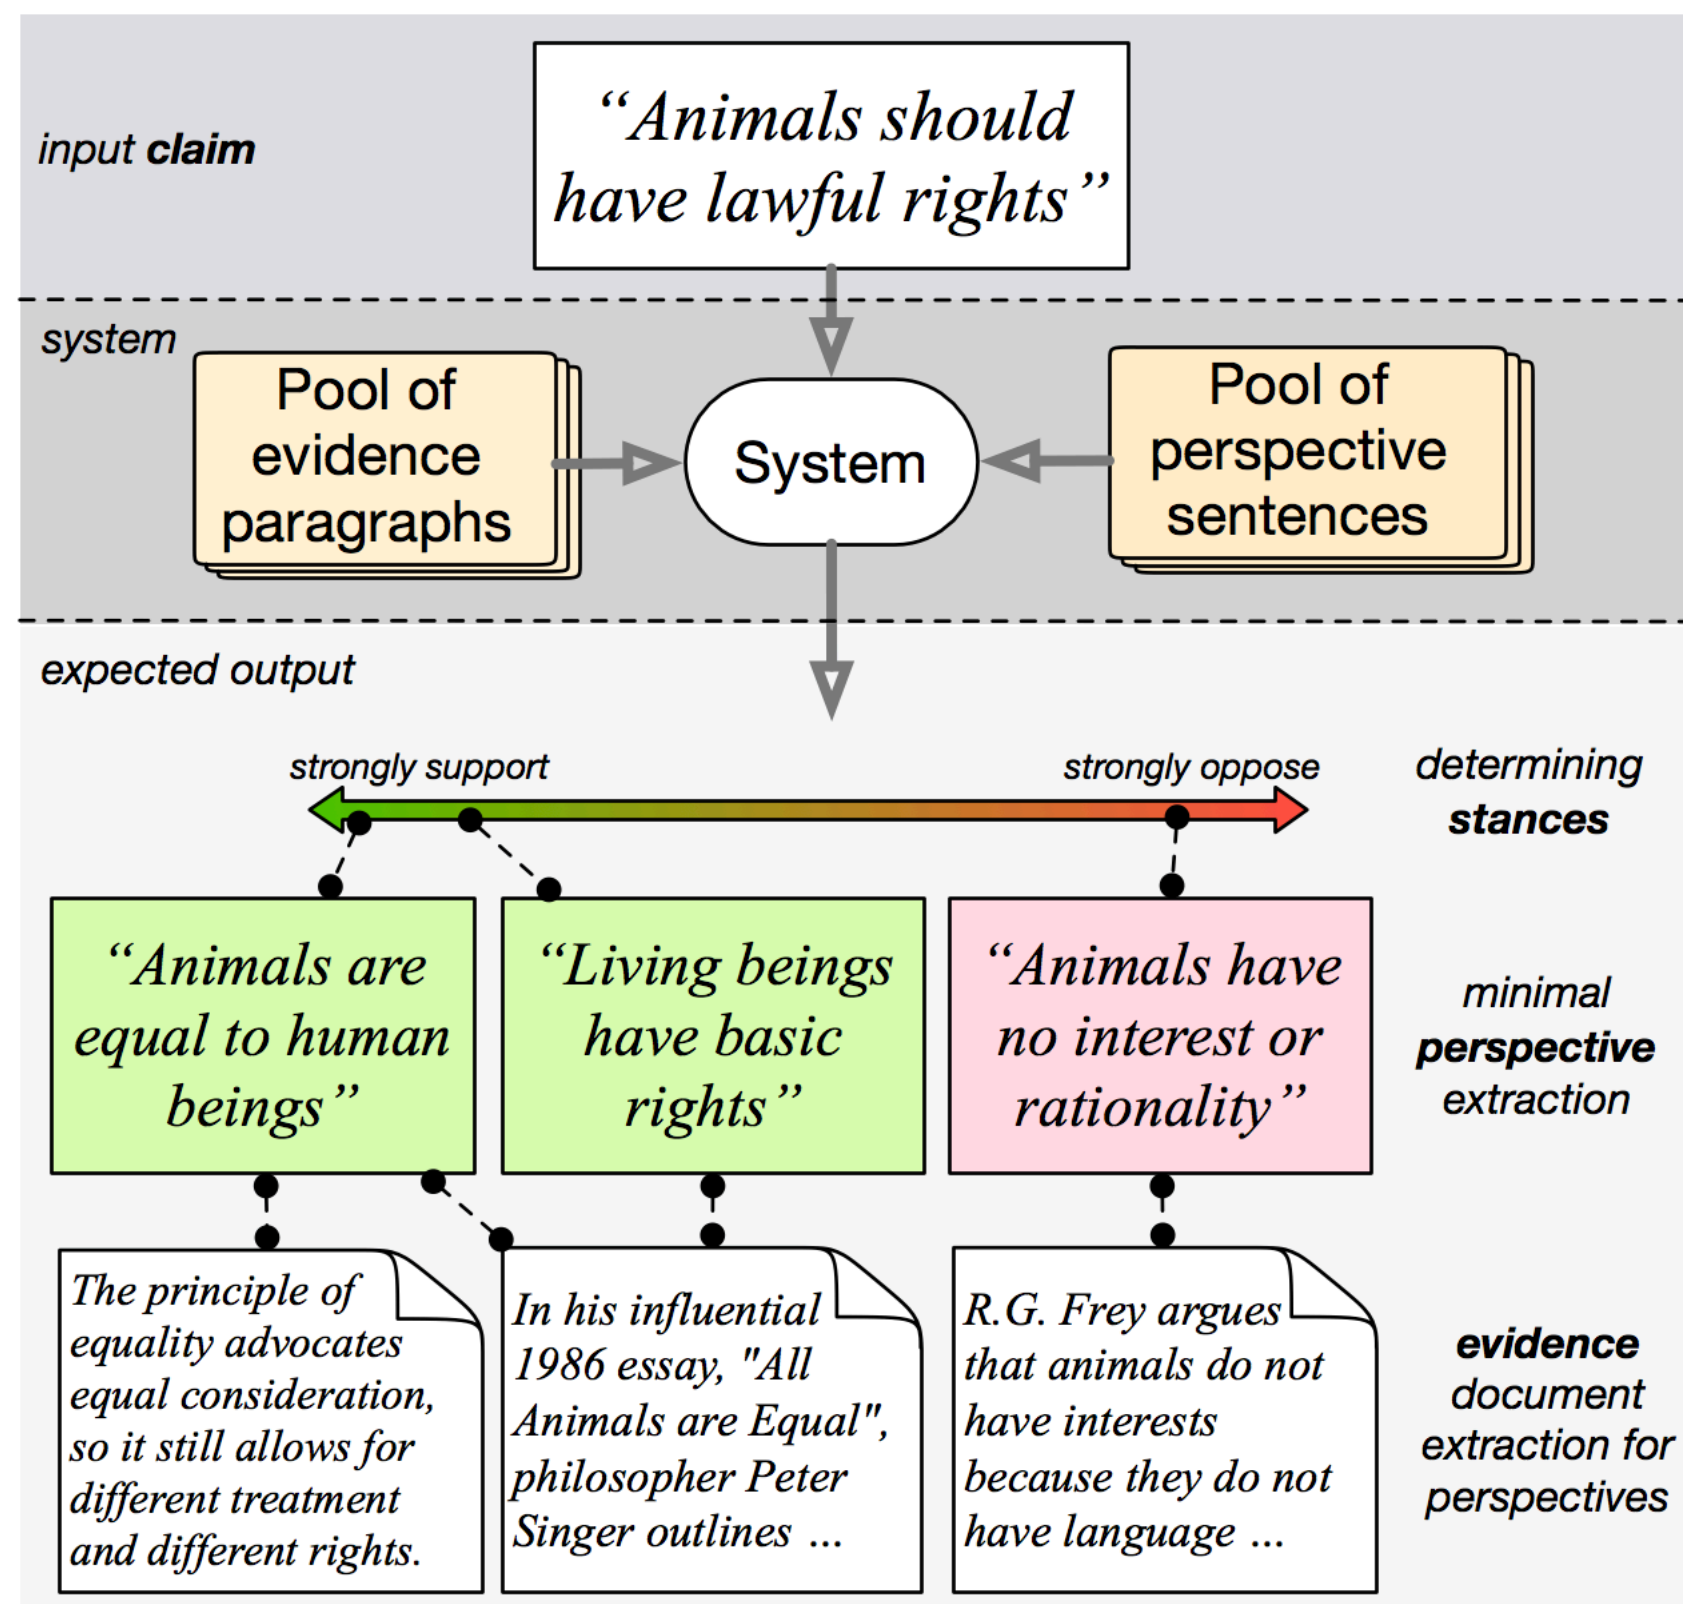 input claim
“Animals should
have lawful rights”
system
Pool of
evidence
paragraphs
System
Pool of
perspective
sentences
expected output
strongly support
strongly oppose
determining
stances
“Animals are
equal to human
beings”
“Living beings
have basic
rights”
“Animals have
no interest or
rationality”
minimal
perspective
extraction
The principle of
equality advocates
equal consideration,
so it still allows for
different treatment
and different rights.
In his influential
1986 essay, "All
Animals are Equal",
philosopher Peter
Singer outlines ...
R.G. Frey argues
that animals do not
have interests
because they do not
have language ...
evidence
document
extraction for
perspectives